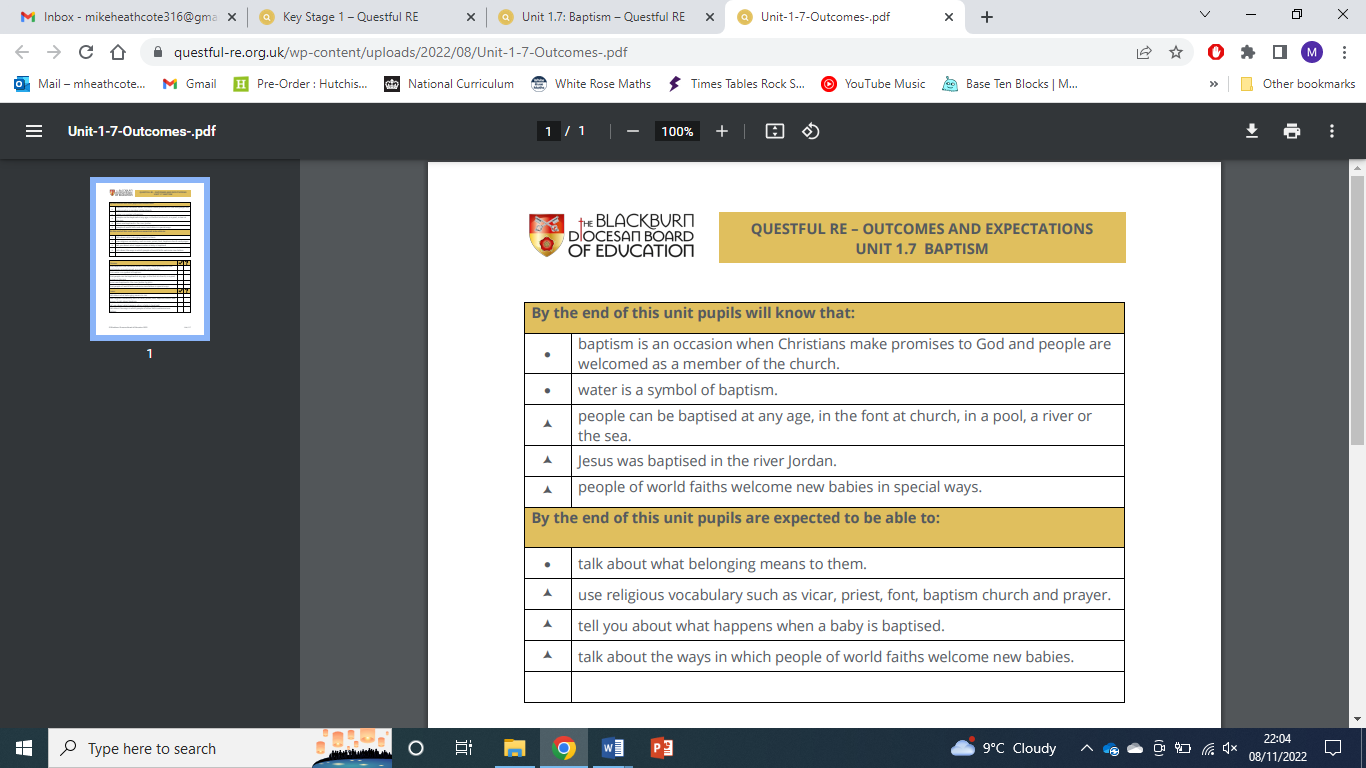 Inbox - mikeheathcote316@gma
Key Stage 1 – Questful RE
Unit 1.7: Baptism – Questful RE
Unit-1-7-Outcomes-.pdf
questful-re.org.uk/wp-content/uploads/2022/08/Unit-1-7-Outcomes-.pdf
M
Mail – mheathcote...
Gmail
Pre-Order : Hutchis...
National Curriculum
White Rose Maths
Times Tables Rock S...
YouTube Music
Base Ten Blocks | M...
»
Other bookmarks
Unit-1-7-Outcomes-.pdf
1 / 1
100%
1
THE BLACKBURN
DIOCESAN BOARD
OF EDUCATION
QUESTFUL RE – OUTCOMES AND EXPECTATIONS
UNIT 1.7 BAPTISM
By the end of this unit pupils will know that:
baptism is an occasion when Christians make promises to God and people are
welcomed as a member of the church.
water is a symbol of baptism.
people can be baptised at any age, in the font at church, in a pool, a river or
the sea.
Jesus was baptised in the river Jordan.
people of world faiths welcome new babies in special ways.
By the end of this unit pupils are expected to be able to:
talk about what belonging means to them.
use religious vocabulary such as vicar, priest, font, baptism church and prayer.
tell you about what happens when a baby is baptised.
talk about the ways in which people of world faiths welcome new babies.
Type here to search
9°C Cloudy
22:04
08/11/2022